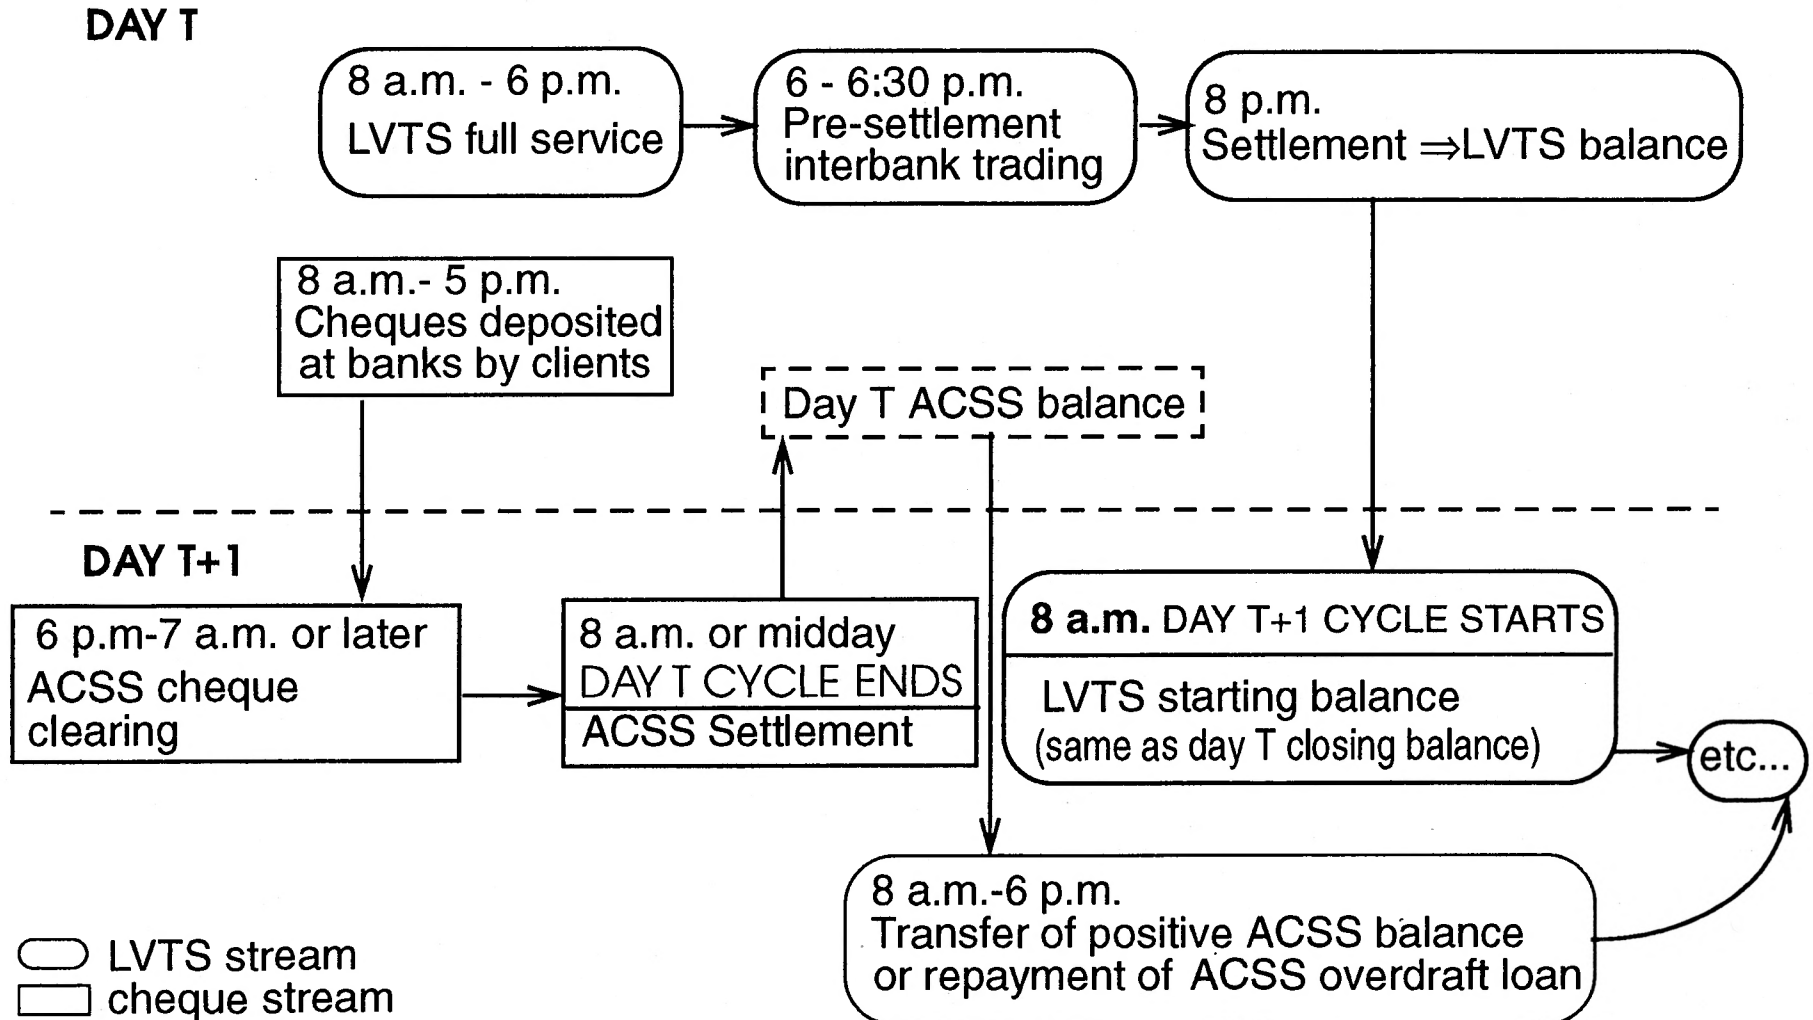 DAY T
8 a.m. - 6 p.m.
LVTS full service
6 - 6:30 p.m.
Pre-settlement
interbank trading
8 p.m.
Settlement ⇒LVTS balance
8 a.m.- 5 p.m.
Cheques deposited
at banks by clients
Day T ACSS balance
DAY T+1
6 p.m-7 a.m. or later
ACSS cheque
clearing
8 a.m. or midday
DAY T CYCLE ENDS
ACSS Settlement
8 a.m. DAY T+1 CYCLE STARTS
LVTS starting balance
(same as day T closing balance)
etc...
8 a.m.-6 p.m.
Transfer of positive ACSS balance
or repayment of ACSS overdraft loan
LVTS stream
cheque stream